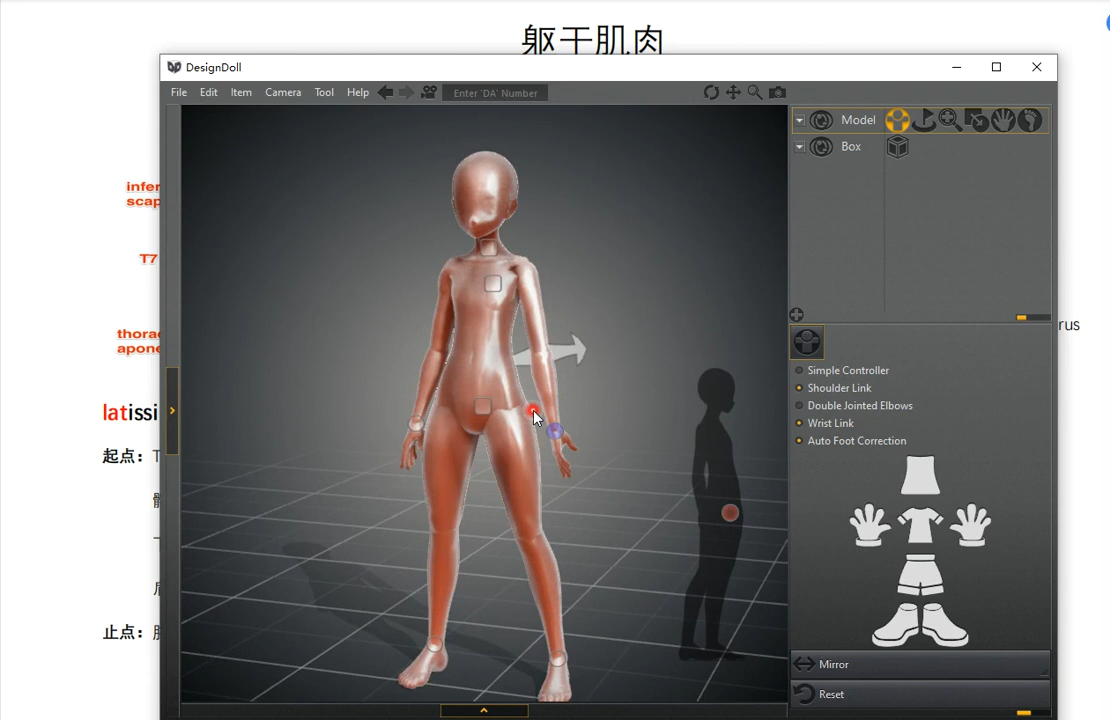 躯干肌肉
DesignDoll
File Edit Item Camera Tool Help Enter 'DA' Number
Model
Box
infer
scap
T7
thora
apone
latissi
起点： T
止点：
rus
Simple Controller
Shoulder Link
Double Jointed Elbows
Wrist Link
Auto Foot Correction
Mirror
Reset